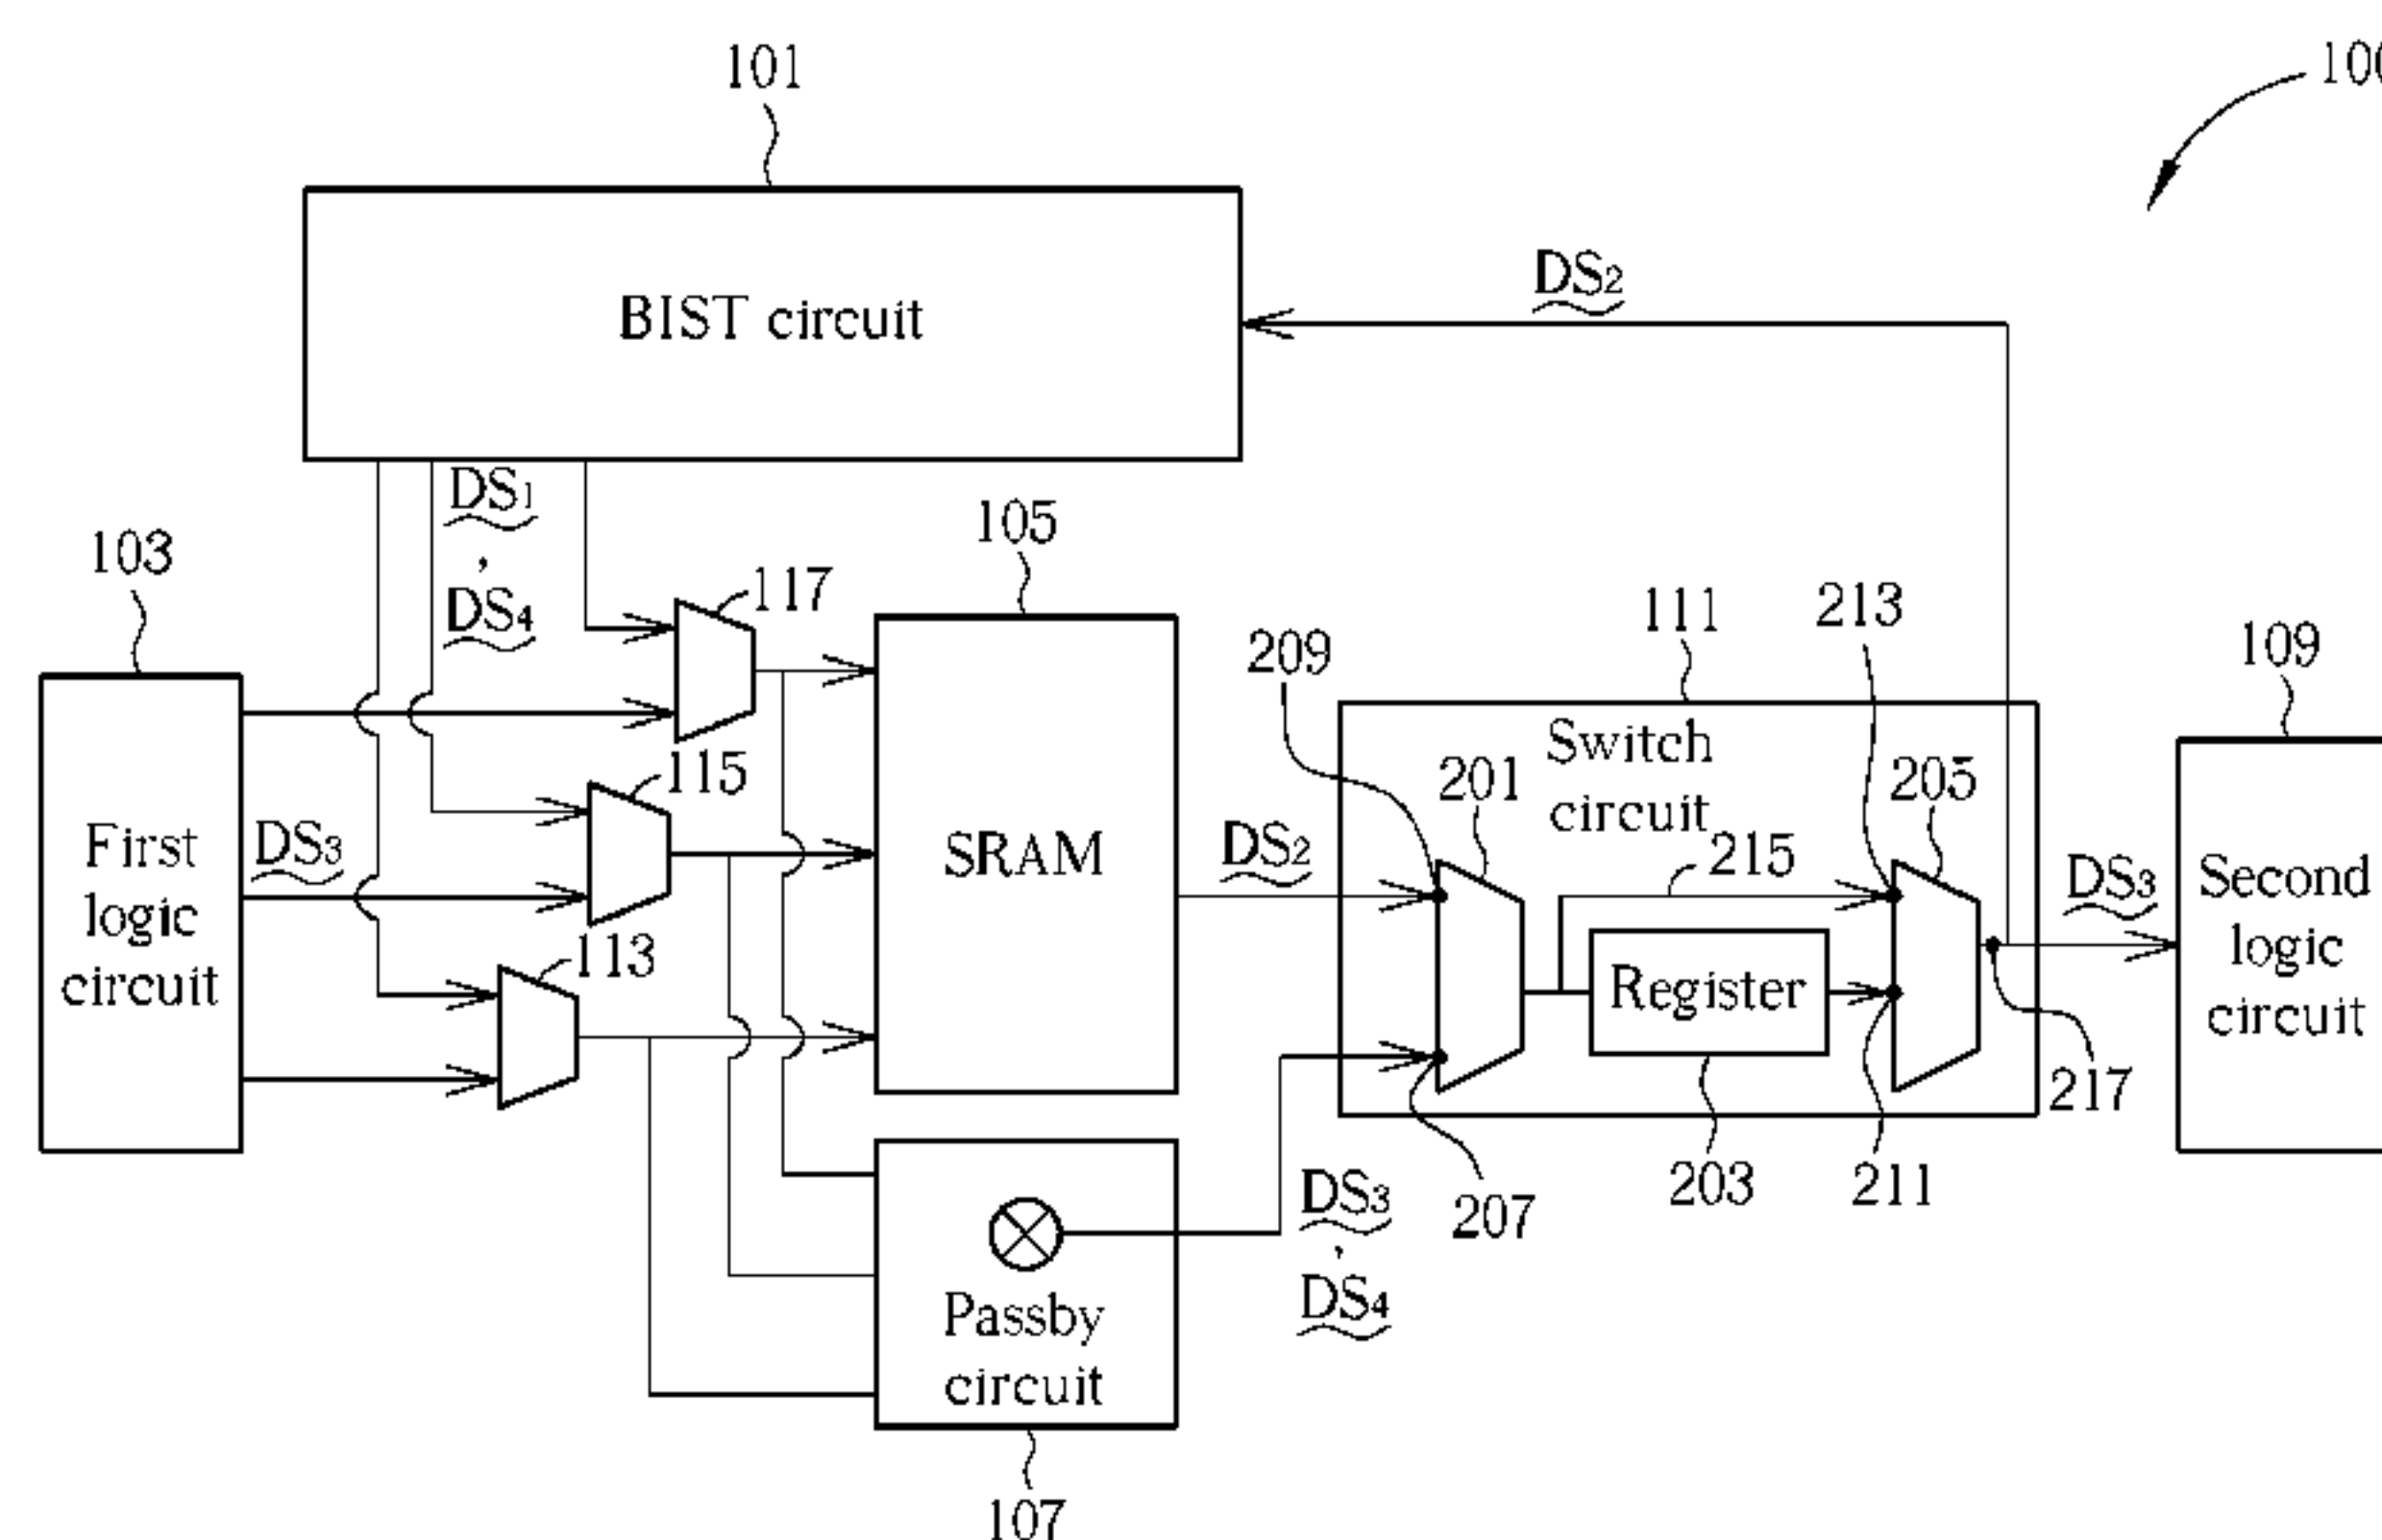 101
100
BIST circuit
DS2
DS1
,
DS4
103
105
117
111
213
109
209
Switch
circuit
115
201
205
First
logic
circuit
DS3
SRAM
DS2
215
DS3
Second
logic
circuit
113
Register
217
203
211
207
DS3
,
DS4
Passby
circuit
107